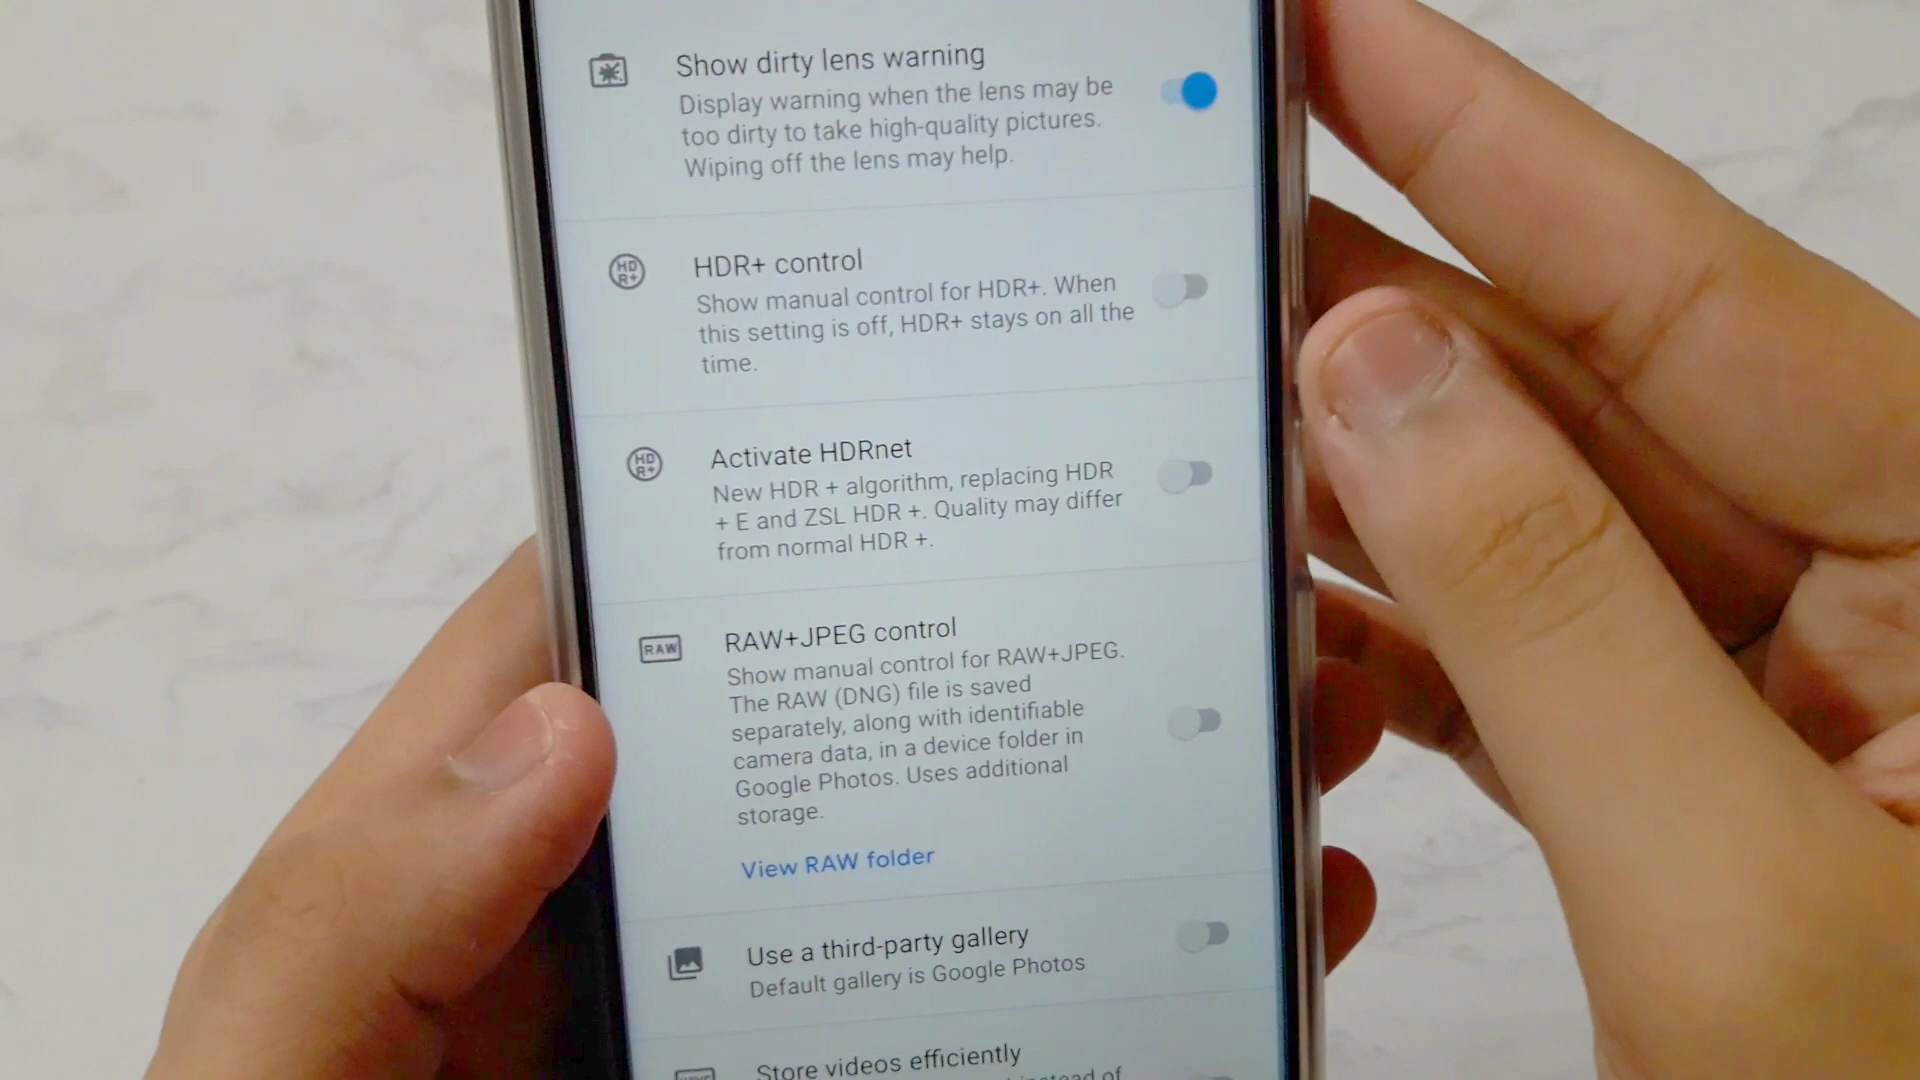 Show dirty lens warning
Display warning when the lens may be
too dirty to take high-quality pictures.
Wiping off the lens may help.
HD
R+
HDR+ control
Show manual control for HDR+. When
this setting is off, HDR+ stays on all the
time.
HD
R+
Activate HDRnet
New HDR + algorithm, replacing HDR
+ E and ZSL HDR +. Quality may differ
from normal HDR +.
RAW
RAW+JPEG control
Show manual control for RAW+JPEG.
The RAW (DNG) file is saved
separately, along with identifiable
camera data, in a device folder in
Google Photos. Uses additional
storage.
View RAW folder
Use a third-party gallery
Default gallery is Google Photos
Store videos efficiently
instead of